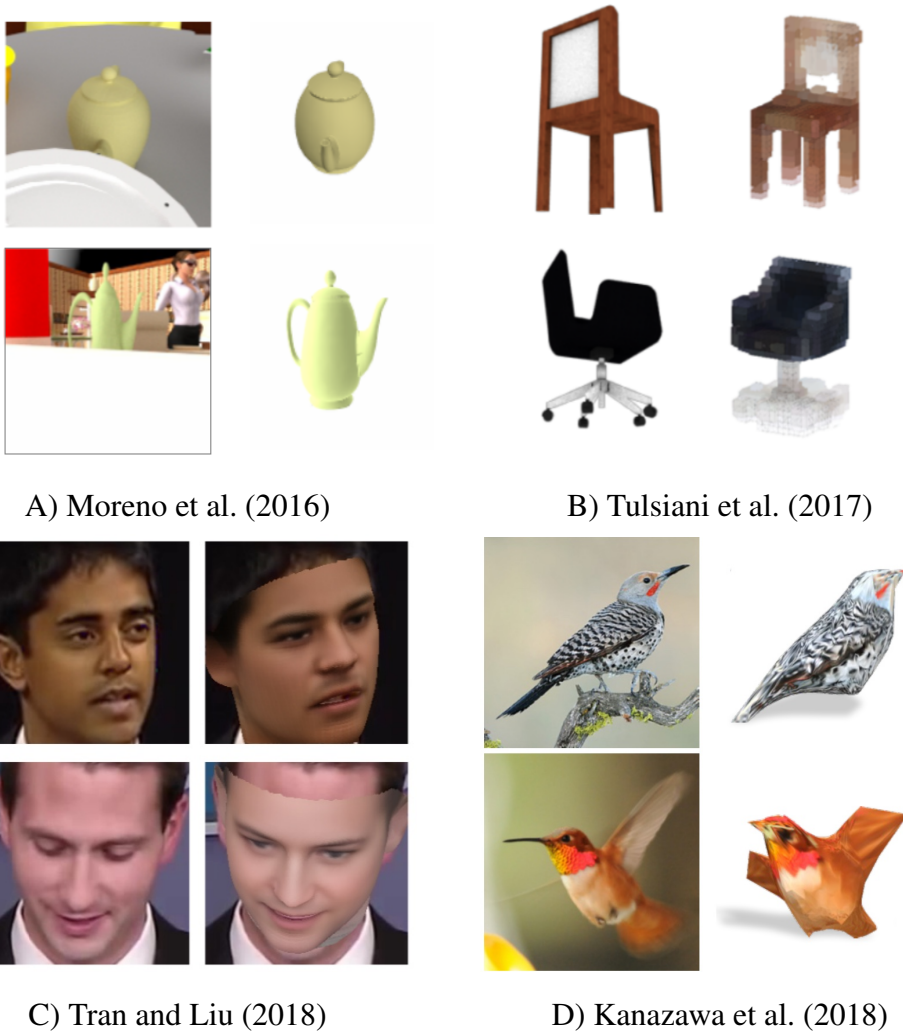 A) Moreno et al. (2016)
B) Tulsiani et al. (2017)
C) Tran and Liu (2018)
D) Kanazawa et al. (2018)